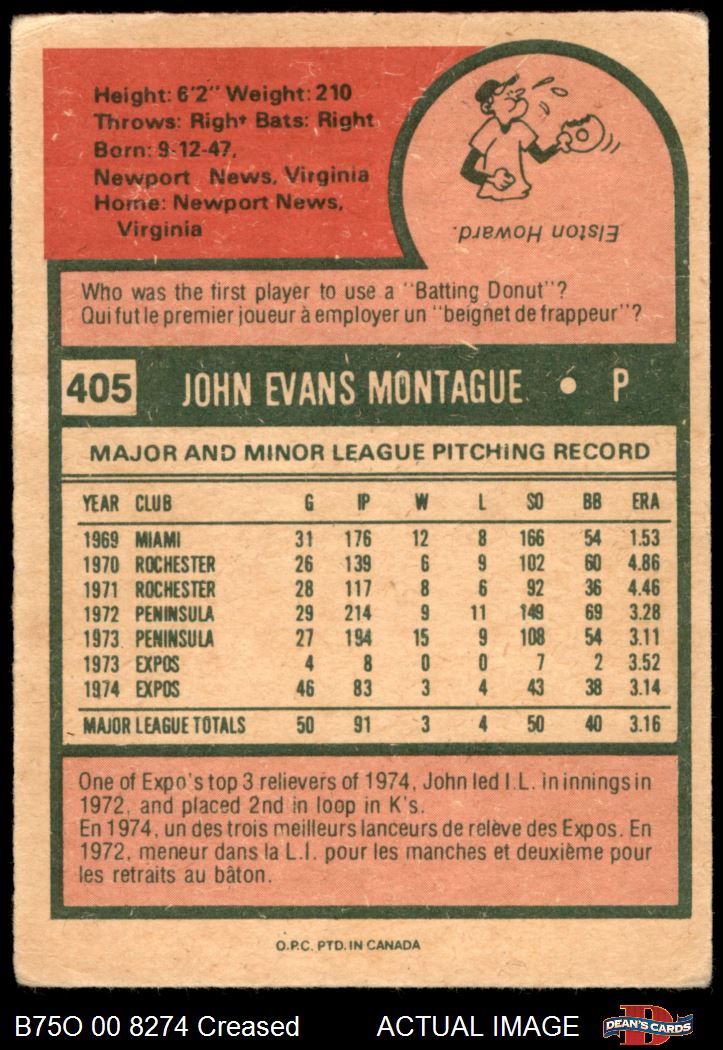 Height: 6'2" Weight: 210
Throws: Right Bats: Right
Born: 9-12-47,
Newport News, Virginia
Home: Newport News,
Virginia
Elston Howard.
Who was the first player to use a "Batting Donut"?
Qui fut le premier joueur à employer un "beignet de frappeur"?
405 JOHN EVANS MONTAGUE • P
MAJOR AND MINOR LEAGUE PITCHING RECORD
YEAR CLUB G IP W L SO BB ERA
1969 MIAMI 31 176 12 8 166 54 1.53
1970 ROCHESTER 26 139 6 9 102 60 4.86
1971 ROCHESTER 28 117 8 6 92 36 4.46
1972 PENINSULA 29 214 9 11 149 69 3.28
1973 PENINSULA 27 194 15 9 108 54 3.11
1973 EXPOS 4 8 0 0 7 2 3.52
1974 EXPOS 46 83 3 4 43 38 3.14
MAJOR LEAGUE TOTALS 50 91 3 4 50 40 3.16
One of Expo's top 3 relievers of 1974, John led I.L. in innings in
1972, and placed 2nd in loop in K's.
En 1974, un des trois meilleurs lanceurs de relève des Expos. En
1972, meneur dans la L.I. pour les manches et deuxième pour
les retraits au bâton.
O.P.C. PTD. IN CANADA
B75O 00 8274 Creased ACTUAL IMAGE
D
DEAN'S CARDS